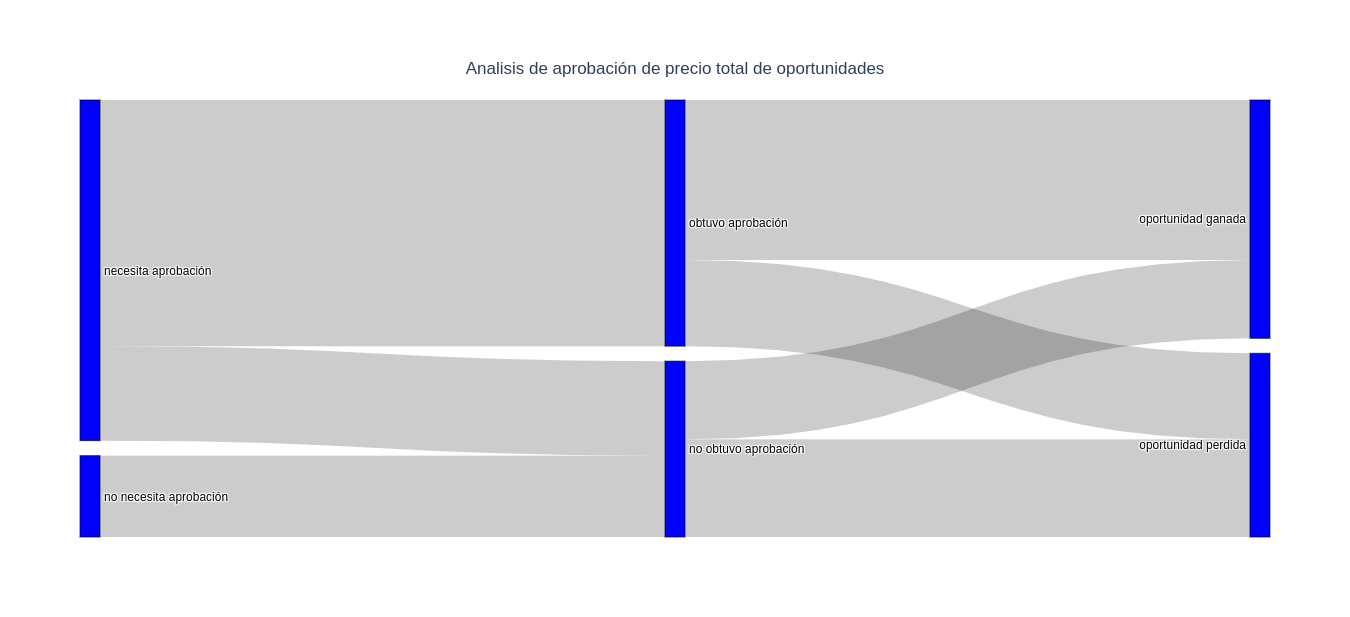 Analisis de aprobación de precio total de oportunidades
necesita aprobación
no necesita aprobación
obtuvo aprobación
no obtuvo aprobación
oportunidad ganada
oportunidad perdida